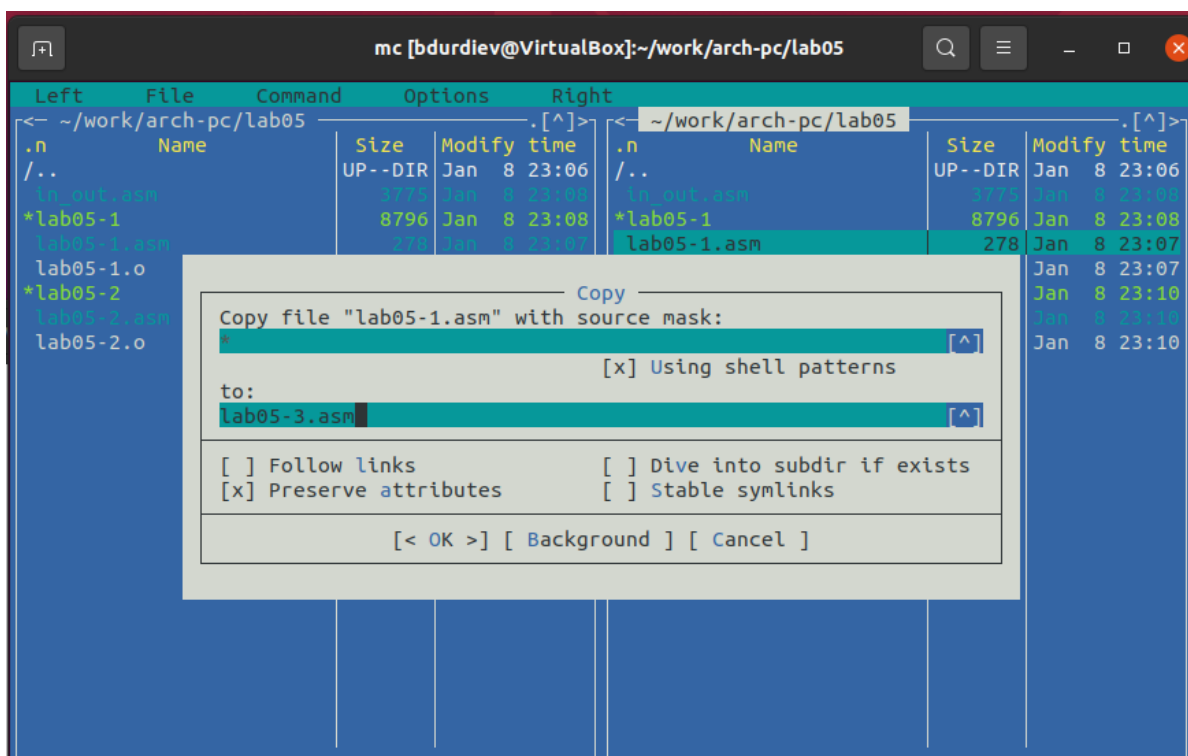 mc [bdurdiev@VirtualBox]:~/work/arch-pc/lab05
Left File Command Options Right
<─ ~/work/arch-pc/lab05 .[^]> <─ ~/work/arch-pc/lab05 .[^]>
.n Name Size Modify time .n Name Size Modify time
/.. UP--DIR Jan 8 23:06 /.. UP--DIR Jan 8 23:06
in_out.asm 3775 Jan 8 23:08 in_out.asm 3775 Jan 8 23:08
*lab05-1 8796 Jan 8 23:08 *lab05-1 8796 Jan 8 23:08
lab05-1.asm 278 Jan 8 23:07 lab05-1.asm 278 Jan 8 23:07
lab05-1.o Jan 8 23:07
*lab05-2 Copy Jan 8 23:10
lab05-2.asm Copy file "lab05-1.asm" with source mask: Jan 8 23:10
lab05-2.o * [^] Jan 8 23:10
[x] Using shell patterns
to:
lab05-3.asm [^]
[ ] Follow links [ ] Dive into subdir if exists
[x] Preserve attributes [ ] Stable symlinks
[< OK >] [ Background ] [ Cancel ]